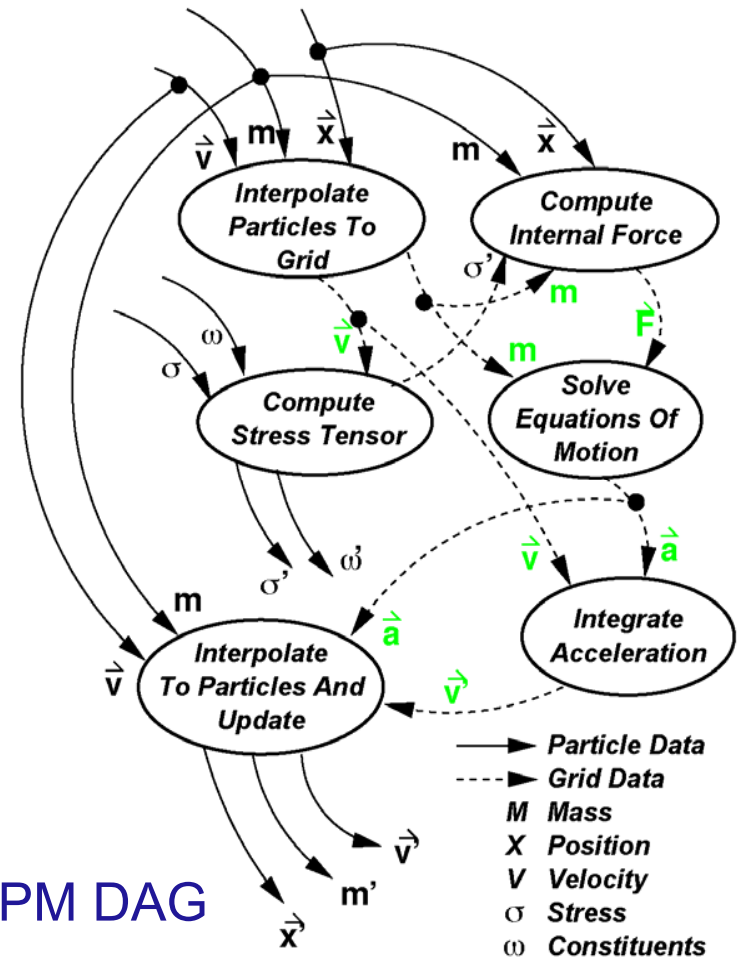 v m x
m x
Interpolate
Particles To
Grid
Compute
Internal Force
σ'
m
F
ω
σ
v
m
Compute
Stress Tensor
Solve
Equations Of
Motion
σ' ω'
v a
m
a
v
Interpolate
To Particles And
Update
Integrate
Acceleration
v'
Particle Data
Grid Data
M Mass
X Position
V Velocity
σ Stress
ω Constituents
v'
m'
x'
PM DAG